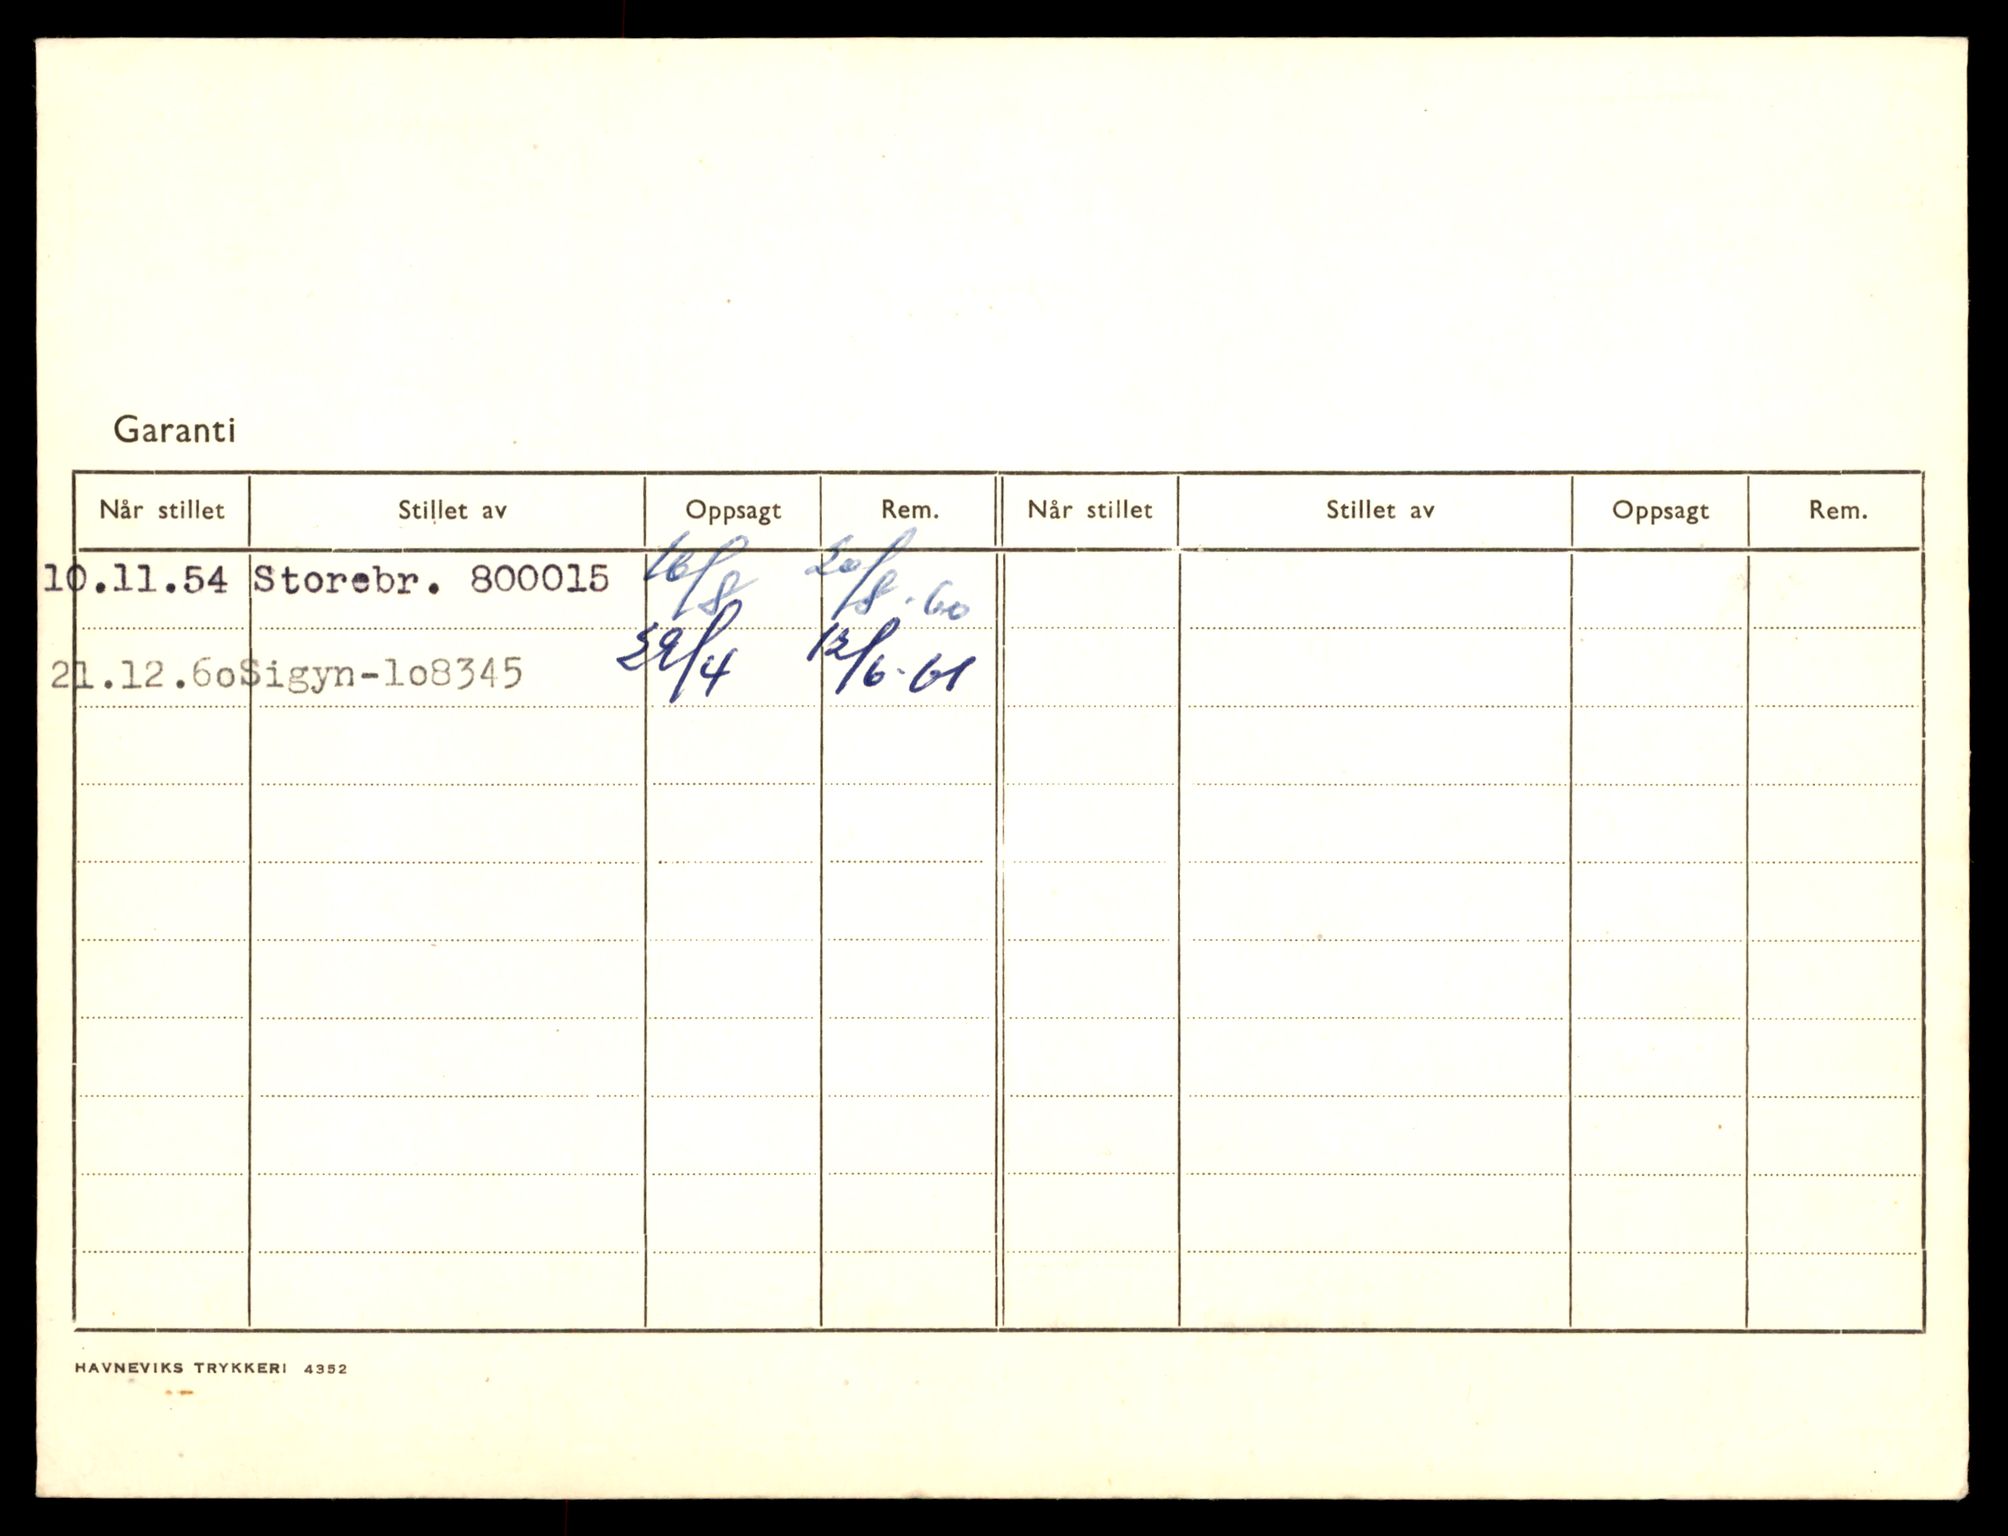 Garanti
Når stillet Stillet av Oppsagt Rem. Når stillet Stillet av Oppsagt Rem.
10.11.54 Storebr. 800015 16/8 20/8.60
21.12.6oSigyn-lo8345 29/4 12/6.61
HAVNEVIKS TRYKKERI 4352